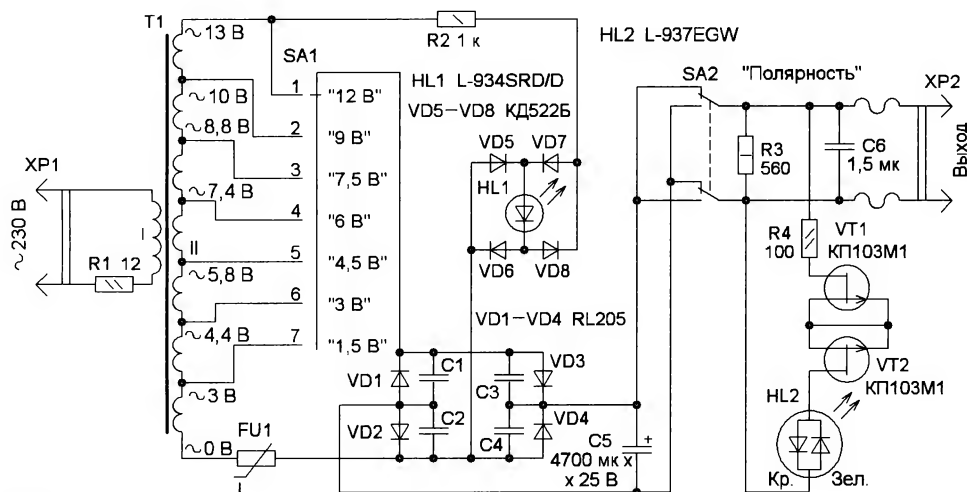 T1
~13 В
~10 В
~8,8 В
~7,4 В
~5,8 В
~4,4 В
~3 В
~0 В
XP1
~230 В
R1 12
I
II
SA1
1
2
3
4
5
6
7
"12 В"
"9 В"
"7,5 В"
"6 В"
"4,5 В"
"3 В"
"1,5 В"
R2 1 к
HL1 L-934SRD/D
VD5–VD8 КД522Б
VD5
VD7
HL1
VD6
VD8
VD1–VD4 RL205
VD1
C1
C3
VD3
VD2
C2
C4
VD4
FU1
C5
4700 мк х
х 25 В
+
HL2 L-937EGW
SA2
"Полярность"
XP2
R3
560
C6
1,5 мк
Выход
R4
100
VT1
КП103М1
VT2
КП103М1
HL2
Кр.
Зел.